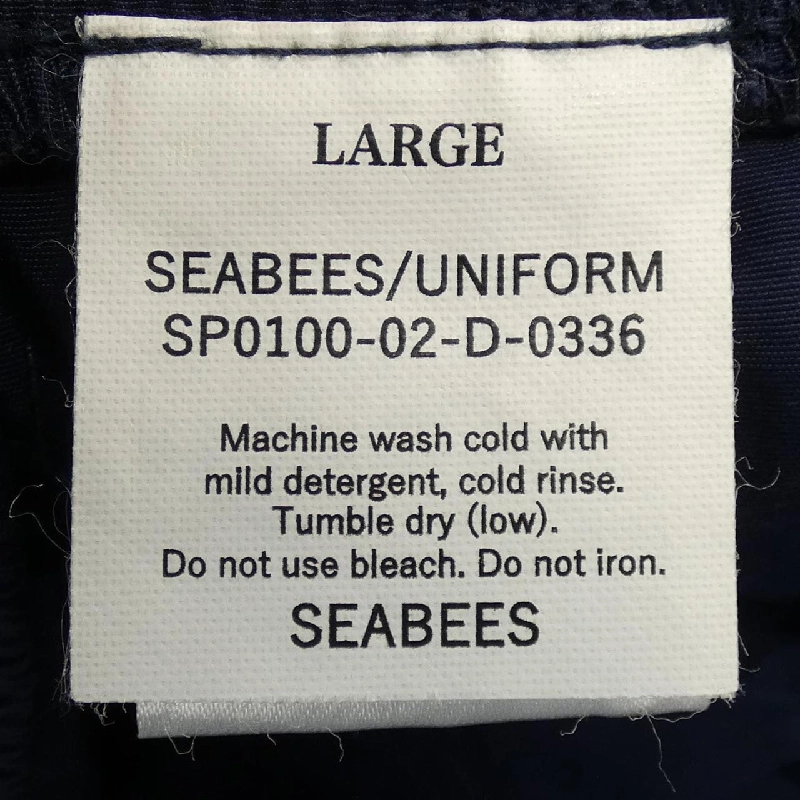 LARGE
SEABEES/UNIFORM
SP0100-02-D-0336
Machine wash cold with
mild detergent, cold rinse.
Tumble dry (low).
Do not use bleach. Do not iron.
SEABEES